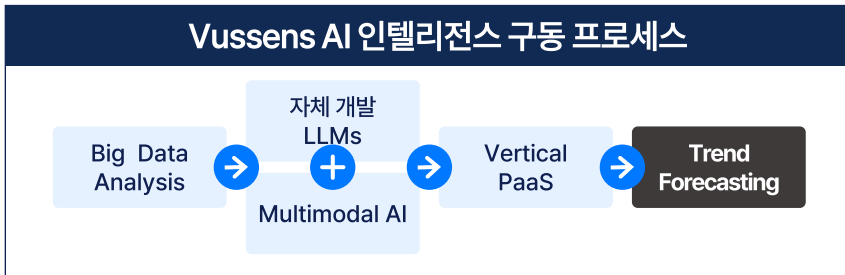 Vussens AI 인텔리전스 구동 프로세스
Big Data
Analysis
자체 개발
LLMs
Multimodal AI
Vertical
PaaS
Trend
Forecasting